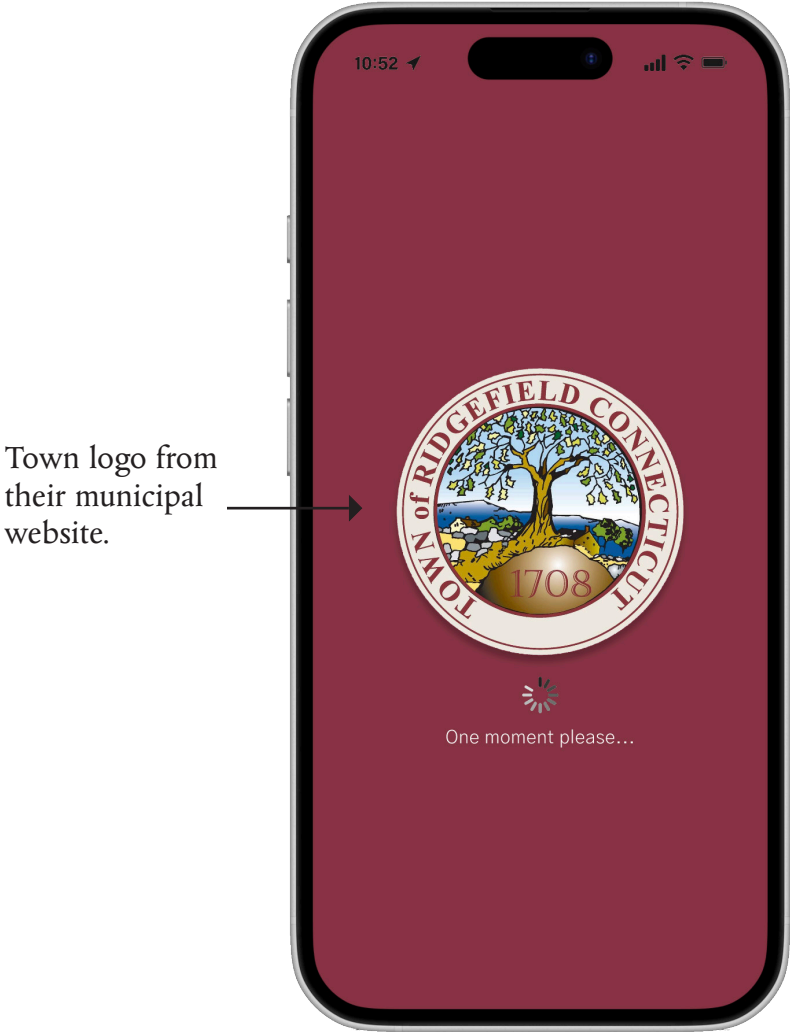 10:52
Town logo from
their municipal
website.
TOWN of RIDGEFIELD CONNECTICUT
1708
One moment please...